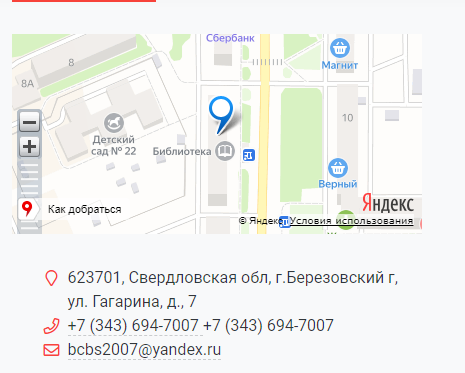 Сбербанк
8
8А
Магнит
Детский
сад № 22
Библиотека
10
Верный
Яндекс
Как добраться
© Яндекс Условия использования
623701, Свердловская обл, г.Березовский г,
ул. Гагарина, д., 7
+7 (343) 694-7007 +7 (343) 694-7007
bcbs2007@yandex.ru